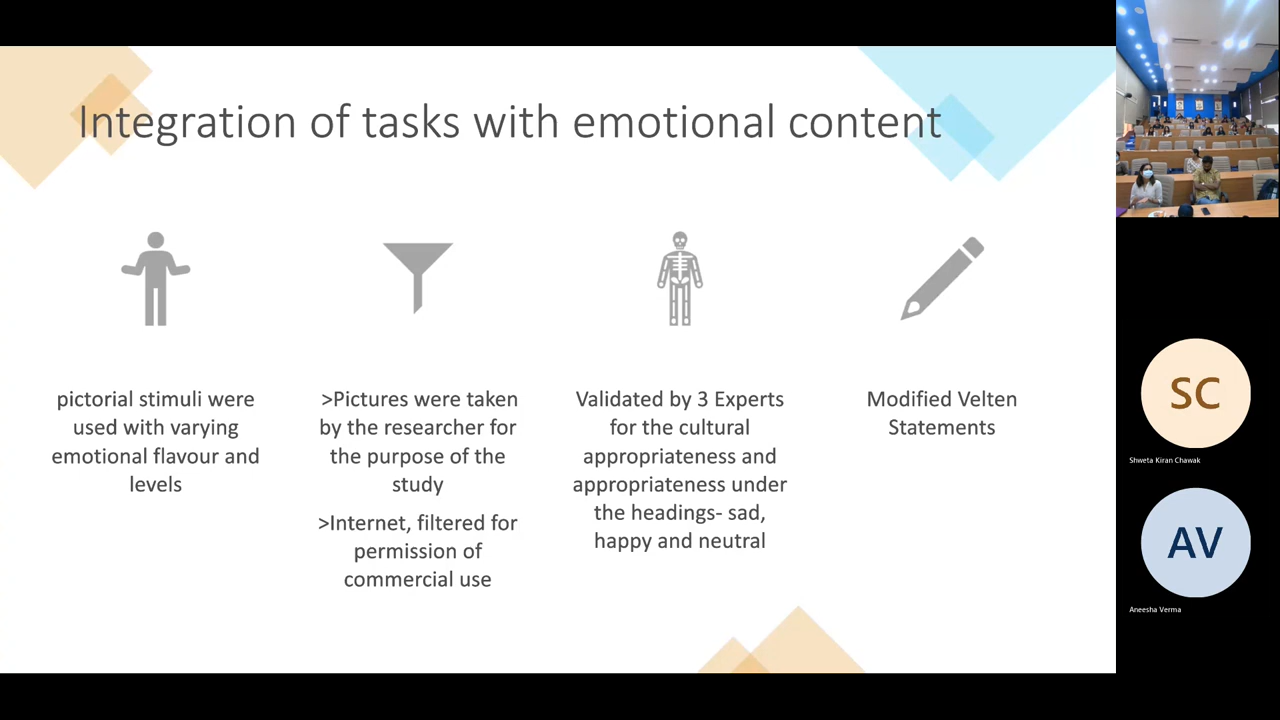 Integration of tasks with emotional content
pictorial stimuli were
used with varying
emotional flavour and
levels
>Pictures were taken
by the researcher for
the purpose of the
study
>Internet, filtered for
permission of
commercial use
Validated by 3 Experts
for the cultural
appropriateness and
appropriateness under
the headings- sad,
happy and neutral
Modified Velten
Statements
SC
Shweta Kiran Chawak
AV
Aneesha Verma